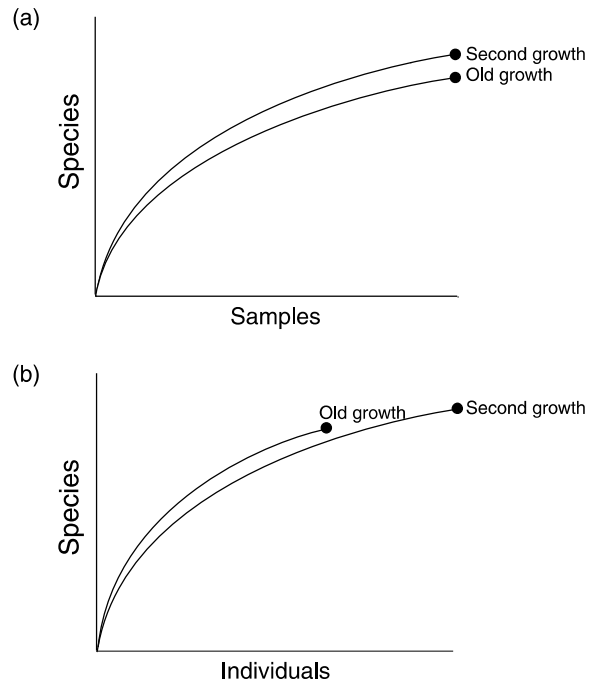 (a)
Second growth
Old growth
Species
Samples
(b)
Old growth
Second growth
Species
Individuals